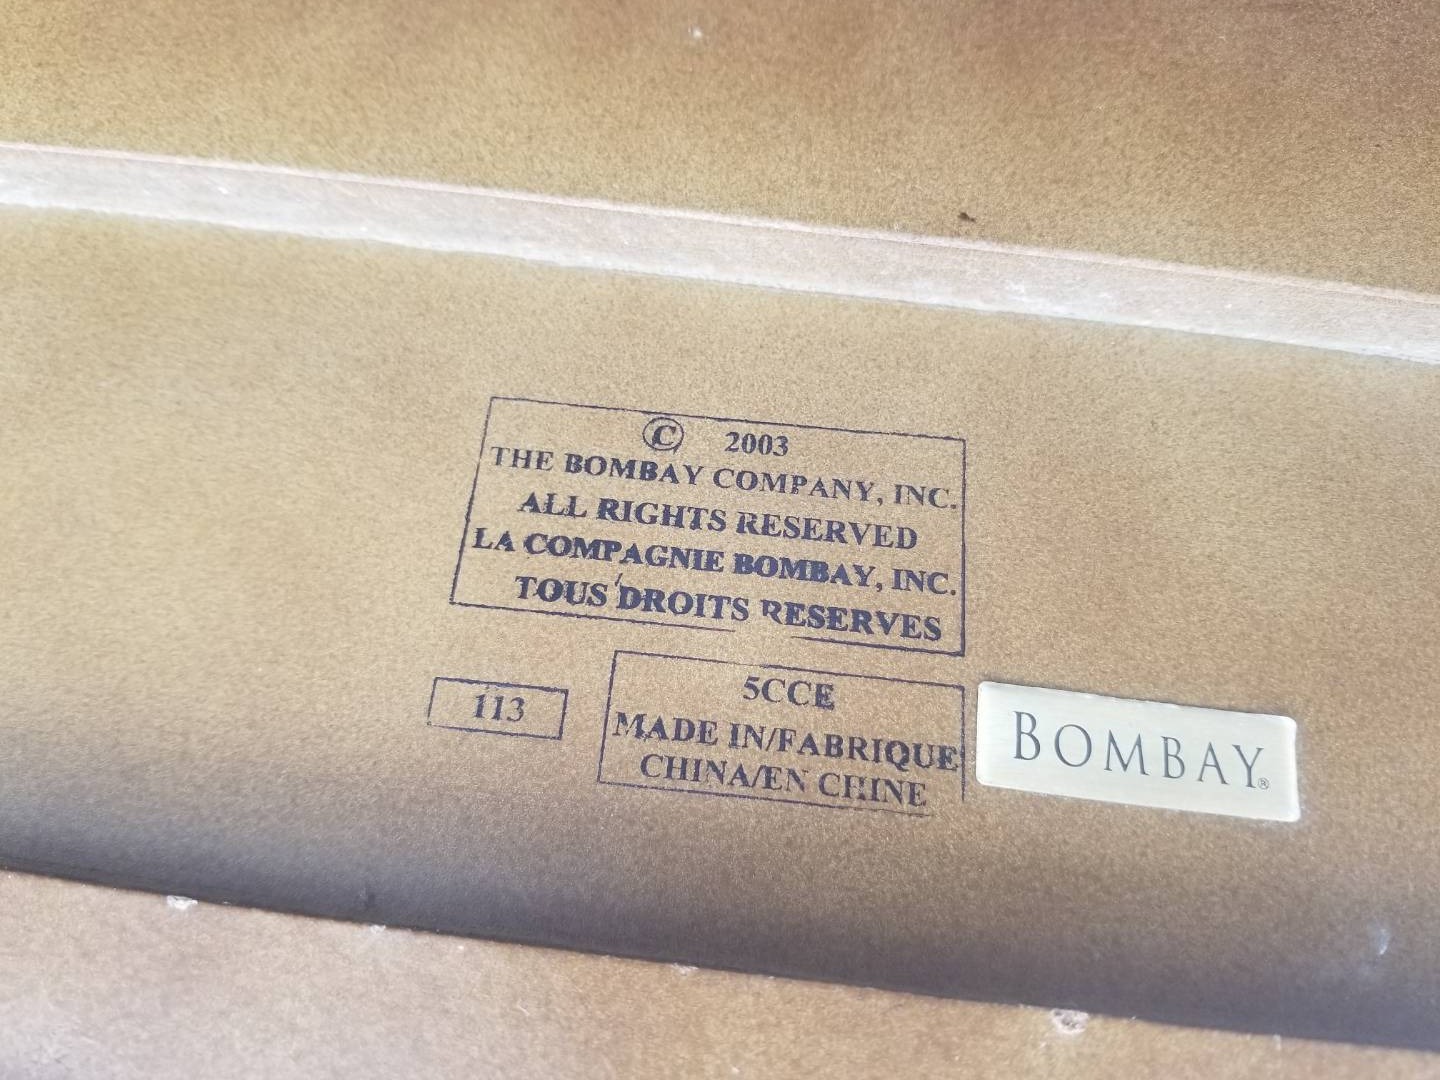 © 2003
THE BOMBAY COMPANY, INC.
ALL RIGHTS RESERVED
LA COMPAGNIE BOMBAY, INC.
TOUS DROITS RESERVES
113
5CCE
MADE IN/FABRIQUE
CHINA/EN CHINE
BOMBAY®